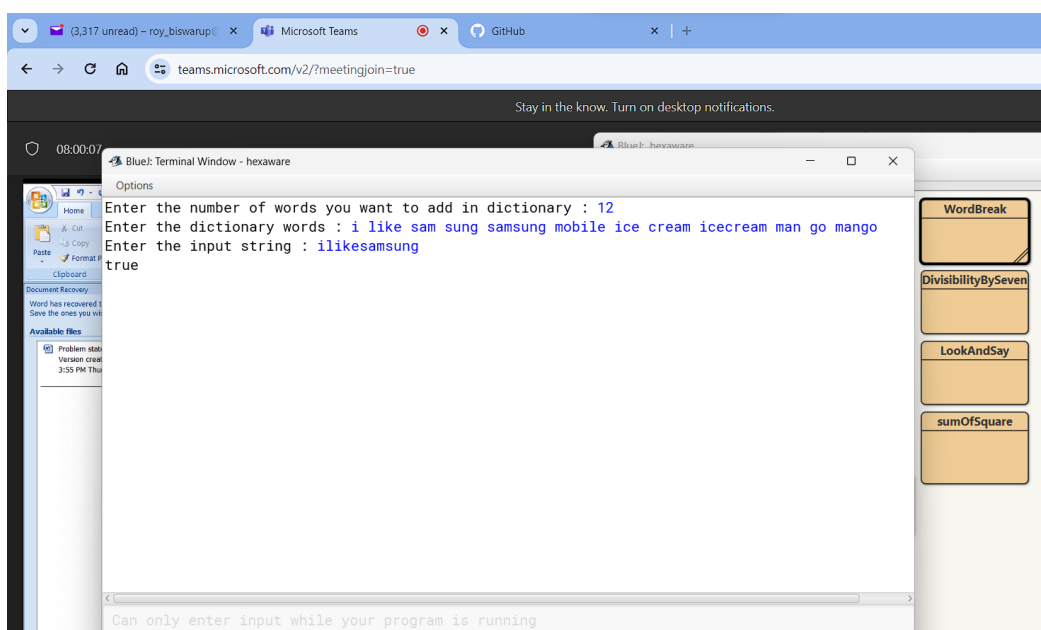 (3,317 unread) – roy_biswarup@
Microsoft Teams
GitHub
teams.microsoft.com/v2/?meetingjoin=true
Stay in the know. Turn on desktop notifications.
08:00:07
BlueJ: hexaware
BlueJ: Terminal Window - hexaware
Options
Enter the number of words you want to add in dictionary : 12
Enter the dictionary words : i like sam sung samsung mobile ice cream icecream man go mango
Enter the input string : ilikesamsung
true
Can only enter input while your program is running
Home
Cut
Copy
Paste
Format P
Clipboard
Document Recovery
Word has recovered t
Save the ones you wi
Available files
Problem stat
Version creat
3:55 PM Thu
WordBreak
DivisibilityBySeven
LookAndSay
sumOfSquare